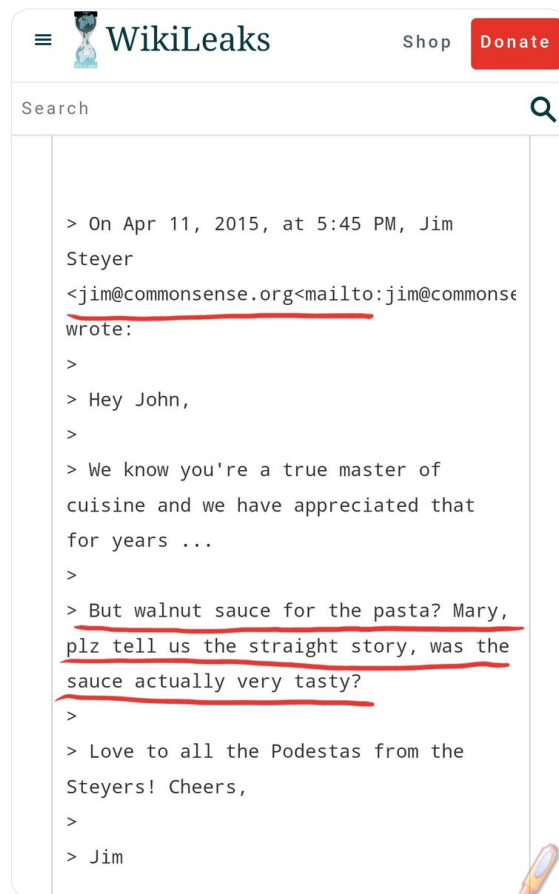 WikiLeaks
Shop
Donate
Search
> On Apr 11, 2015, at 5:45 PM, Jim
Steyer
<jim@commonsense.org<mailto:jim@commonse
wrote:
>
> Hey John,
>
> We know you're a true master of
cuisine and we have appreciated that
for years ...
>
> But walnut sauce for the pasta? Mary,
plz tell us the straight story, was the
sauce actually very tasty?
>
> Love to all the Podestas from the
Steyers! Cheers,
>
> Jim